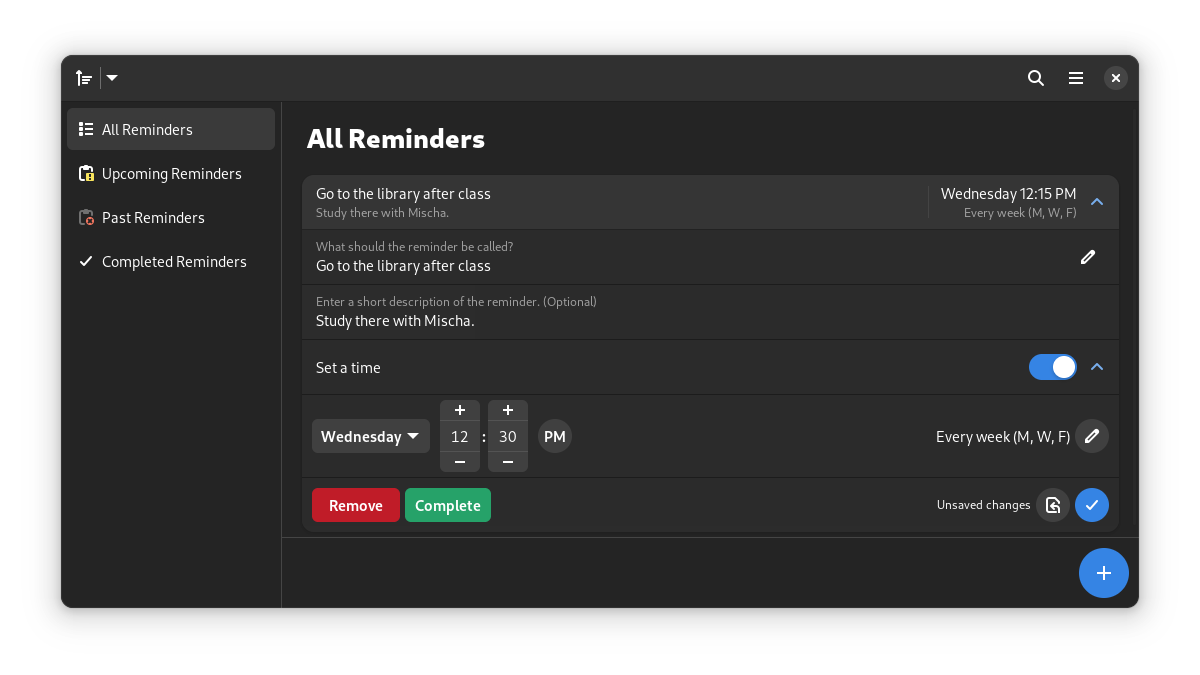 All Reminders
Upcoming Reminders
Past Reminders
Completed Reminders
All Reminders
Go to the library after class
Study there with Mischa.
Wednesday 12:15 PM
Every week (M, W, F)
What should the reminder be called?
Go to the library after class
Enter a short description of the reminder. (Optional)
Study there with Mischa.
Set a time
Wednesday 12 : 30 PM Every week (M, W, F)
Remove Complete Unsaved changes